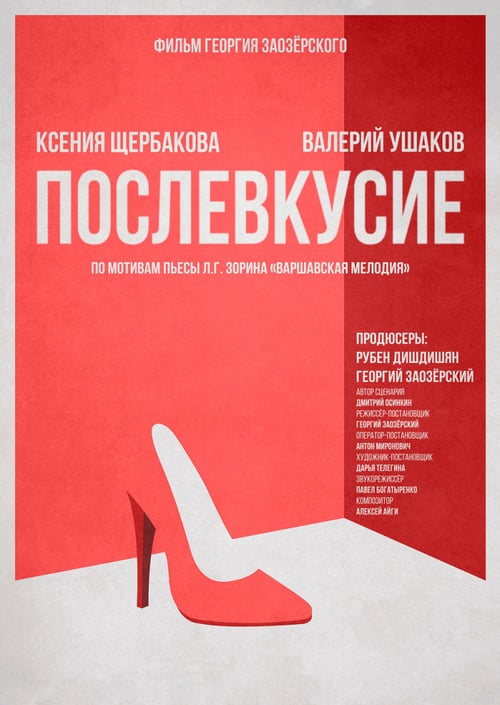 ФИЛЬМ ГЕОРГИЯ ЗАОЗЁРСКОГО
КСЕНИЯ ЩЕРБАКОВА ВАЛЕРИЙ УШАКОВ
ПОСЛЕВКУСИЕ
ПО МОТИВАМ ПЬЕСЫ Л.Г. ЗОРИНА «ВАРШАВСКАЯ МЕЛОДИЯ»
ПРОДЮСЕРЫ:
РУБЕН ДИШДИШЯН
ГЕОРГИЙ ЗАОЗЁРСКИЙ
АВТОР СЦЕНАРИЯ
ДМИТРИЙ ОСИНКИН
РЕЖИССЁР-ПОСТАНОВЩИК
ГЕОРГИЙ ЗАОЗЁРСКИЙ
ОПЕРАТОР-ПОСТАНОВЩИК
АНТОН МИРОНОВИЧ
ХУДОЖНИК-ПОСТАНОВЩИК
ДАРЬЯ ТЕЛЕГИНА
ЗВУКОРЕЖИССЁР
ПАВЕЛ БОГАТЫРЕНКО
КОМПОЗИТОР
АЛЕКСЕЙ АЙГИ